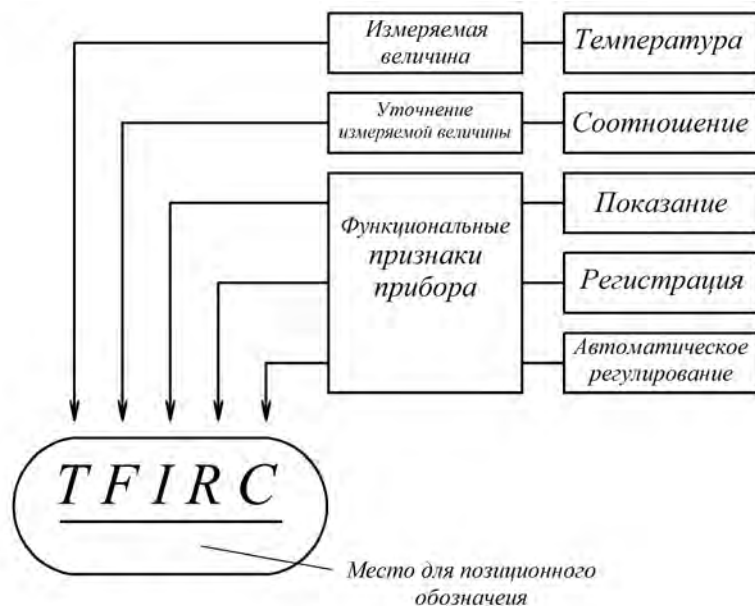 Измеряемая
величина
Температура
Уточнение
измеряемой величины
Соотношение
Функциональные
признаки
прибора
Показание
Регистрация
Автоматическое
регулирование
T F I R C
Место для позиционного
обозначеия